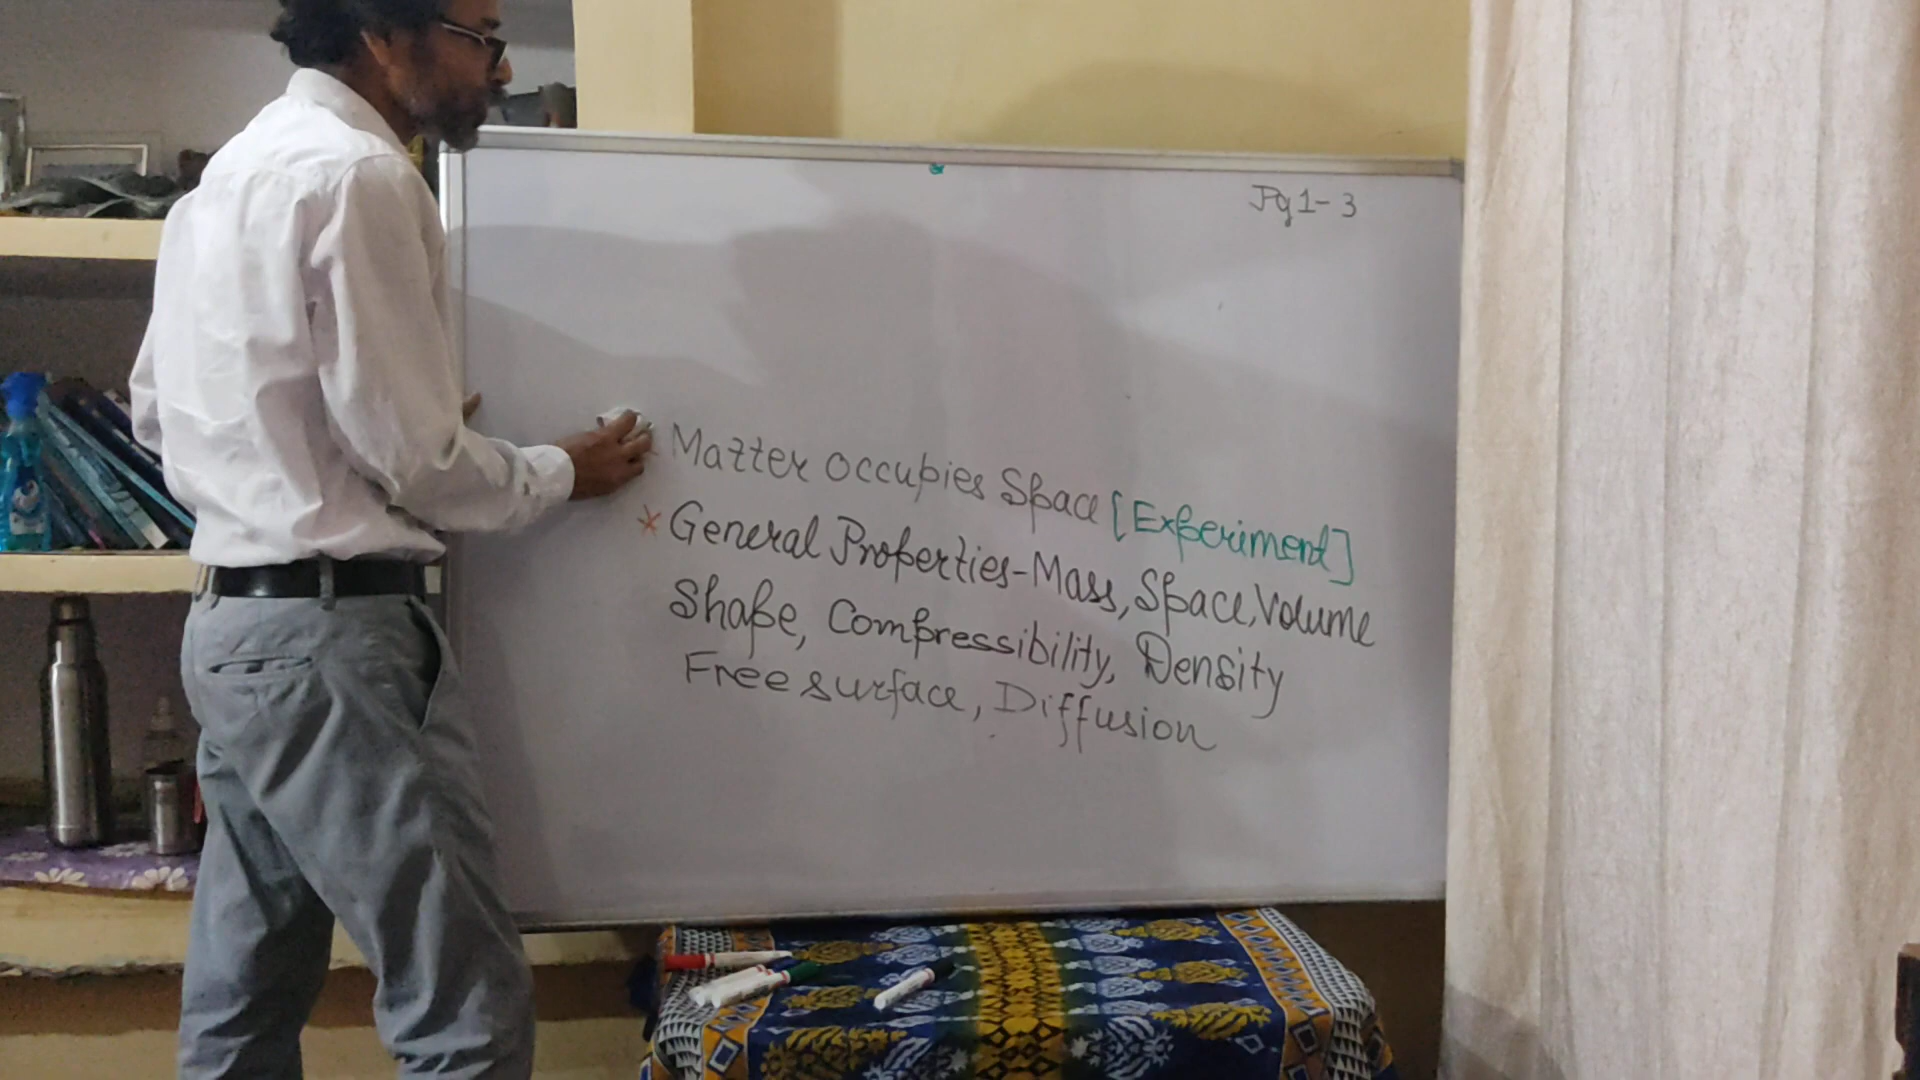 Pg 1-3
* Matter occupies Space [Experiment]
* General Properties-Mass, Space, Volume
Shape, Compressibility, Density
Free surface, Diffusion